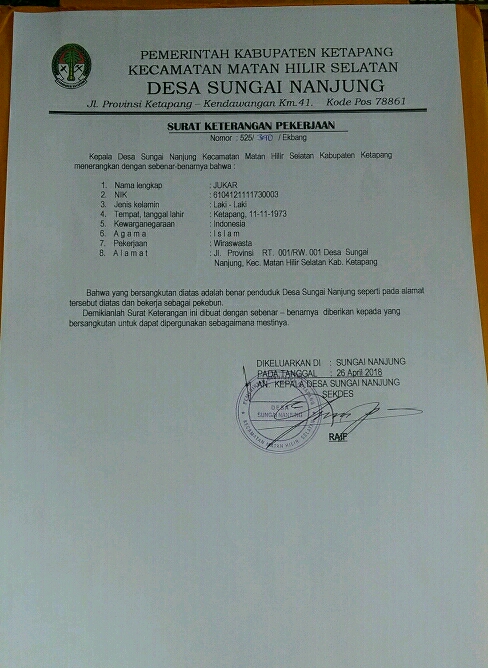 PEMERINTAH KABUPATEN KETAPANG
KECAMATAN MATAN HILIR SELATAN
DESA SUNGAI NANJUNG
Jl. Provinsi Ketapang – Kendawangan Km.41. Kode Pos 78861
SURAT KETERANGAN PEKERJAAN
Nomor : 525/ 340 / Ekbang
Kepala Desa Sungai Nanjung Kecamatan Matan Hilir Selatan Kabupaten Ketapang
menerangkan dengan sebenar-benarnya bahwa :
1. Nama lengkap : JUKAR
2. NIK : 6104121111730003
3. Jenis kelamin : Laki - Laki
4. Tempat, tanggal lahir : Ketapang, 11-11-1973
5. Kewarganegaraan : Indonesia
6. A g a m a : I s l a m
7. Pekerjaan : Wiraswasta
8. A l a m a t : Jl. Provinsi RT. 001/RW. 001 Desa Sungai
Nanjung, Kec. Matan Hilir Selatan Kab. Ketapang
Bahwa yang bersangkutan diatas adalah benar penduduk Desa Sungai Nanjung seperti pada alamat
tersebut diatas dan bekerja sebagai pekebun.
Demikianlah Surat Keterangan ini dibuat dengan sebenar – benarnya diberikan kepada yang
bersangkutan untuk dapat dipergunakan sebagaimana mestinya.
DIKELUARKAN DI : SUNGAI NANJUNG
PADA TANGGAL : 26 April 2018
AN. KEPALA DESA SUNGAI NANJUNG
SEKDES
DESA
SUNGAI NANJUNG
KECAMATAN MATAN HILIR SELATAN
RAIF